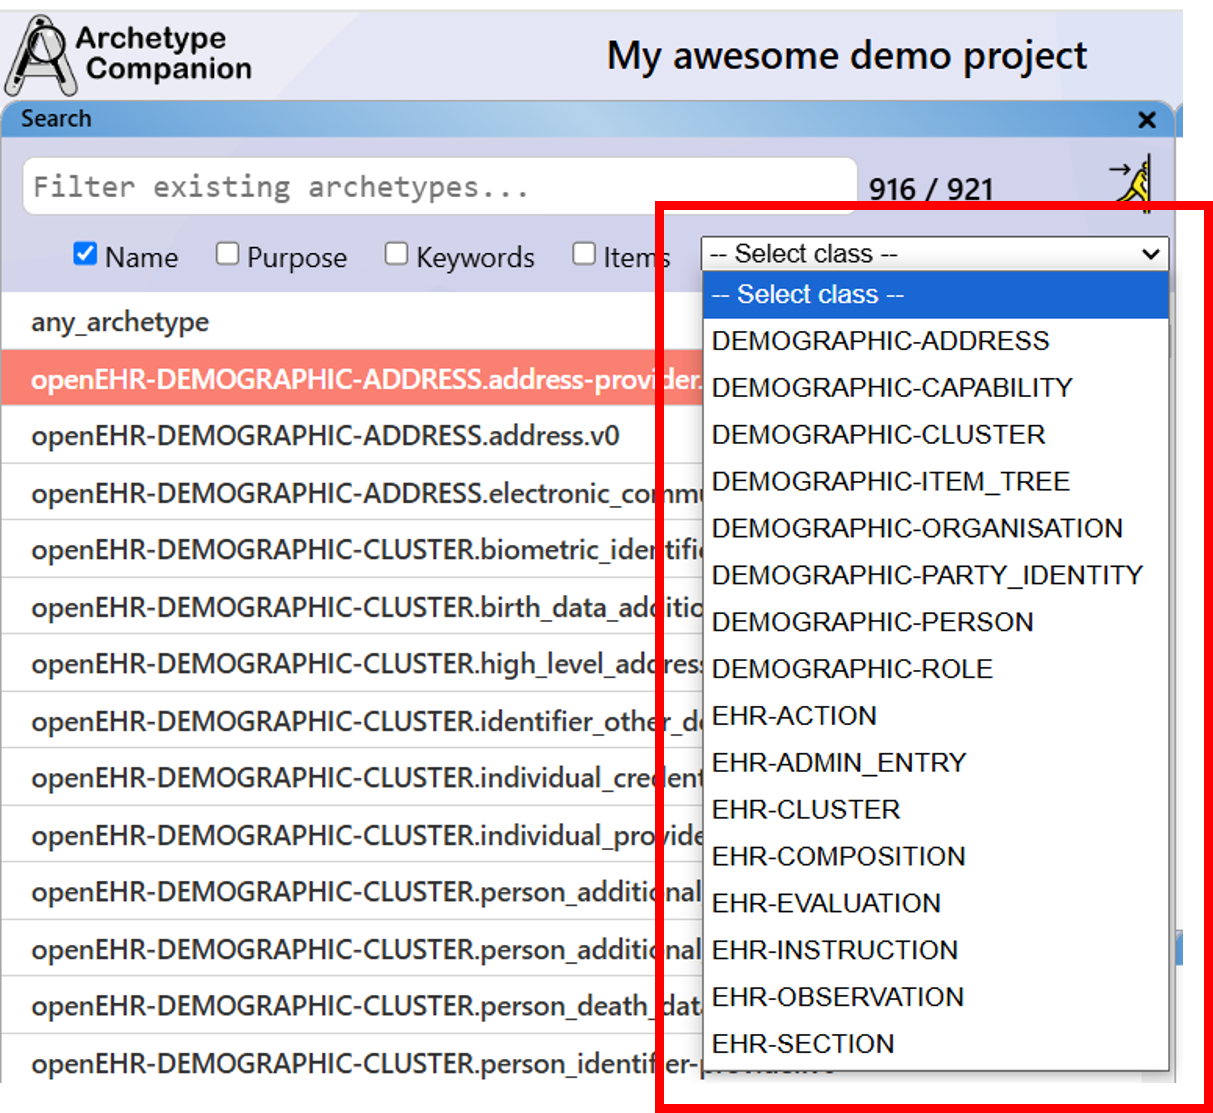 Archetype
Companion
My awesome demo project
Search
Filter existing archetypes...
916 / 921
Name
Purpose
Keywords
Items
-- Select class --
-- Select class --
DEMOGRAPHIC-ADDRESS
DEMOGRAPHIC-CAPABILITY
DEMOGRAPHIC-CLUSTER
DEMOGRAPHIC-ITEM_TREE
DEMOGRAPHIC-ORGANISATION
DEMOGRAPHIC-PARTY_IDENTITY
DEMOGRAPHIC-PERSON
DEMOGRAPHIC-ROLE
EHR-ACTION
EHR-ADMIN_ENTRY
EHR-CLUSTER
EHR-COMPOSITION
EHR-EVALUATION
EHR-INSTRUCTION
EHR-OBSERVATION
EHR-SECTION
any_archetype
openEHR-DEMOGRAPHIC-ADDRESS.address-provider.
openEHR-DEMOGRAPHIC-ADDRESS.address.v0
openEHR-DEMOGRAPHIC-ADDRESS.electronic_commu
openEHR-DEMOGRAPHIC-CLUSTER.biometric_identifie
openEHR-DEMOGRAPHIC-CLUSTER.birth_data_additio
openEHR-DEMOGRAPHIC-CLUSTER.high_level_address
openEHR-DEMOGRAPHIC-CLUSTER.identifier_other_de
openEHR-DEMOGRAPHIC-CLUSTER.individual_credent
openEHR-DEMOGRAPHIC-CLUSTER.individual_provide
openEHR-DEMOGRAPHIC-CLUSTER.person_additional
openEHR-DEMOGRAPHIC-CLUSTER.person_additional
openEHR-DEMOGRAPHIC-CLUSTER.person_death_dat
openEHR-DEMOGRAPHIC-CLUSTER.person_identifier-